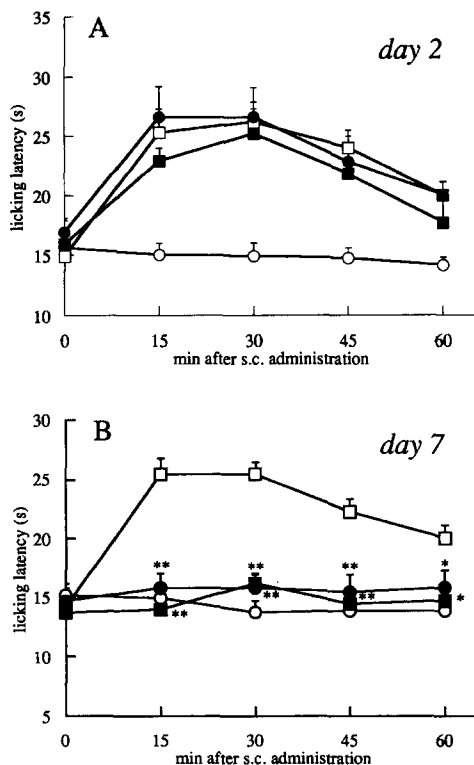 A
day 2
35
30
25
20
15
10
licking latency (s)
0 15 30 45 60
min after s.c. administration
B
day 7
30
25
20
15
10
5
licking latency (s)
** ** ** *
** ** ** *
0 15 30 45 60
min after s.c. administration